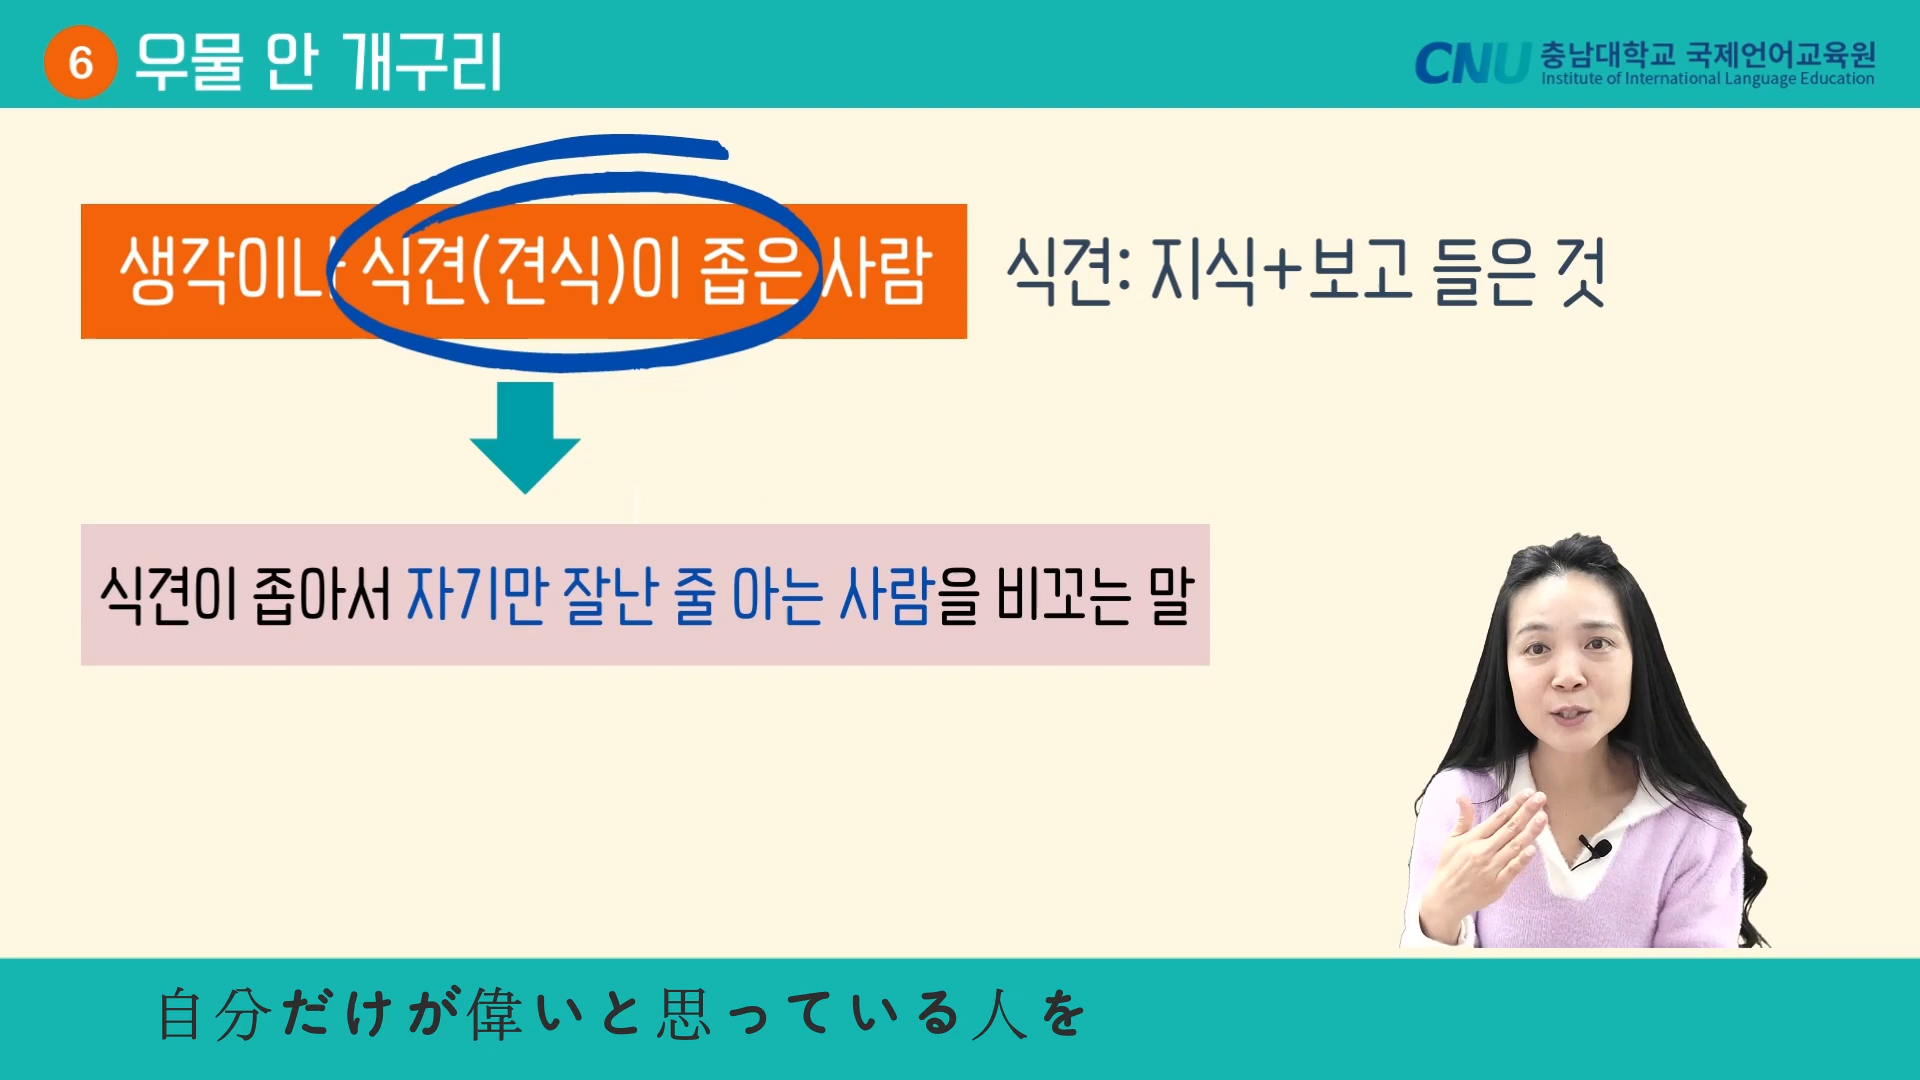 6 우물 안 개구리
CNU 충남대학교 국제언어교육원
Institute of International Language Education
생각이나 식견(견식)이 좁은 사람
식견: 지식+보고 들은 것
식견이 좁아서 자기만 잘난 줄 아는 사람을 비꼬는 말
自分だけが偉いと思っている人を